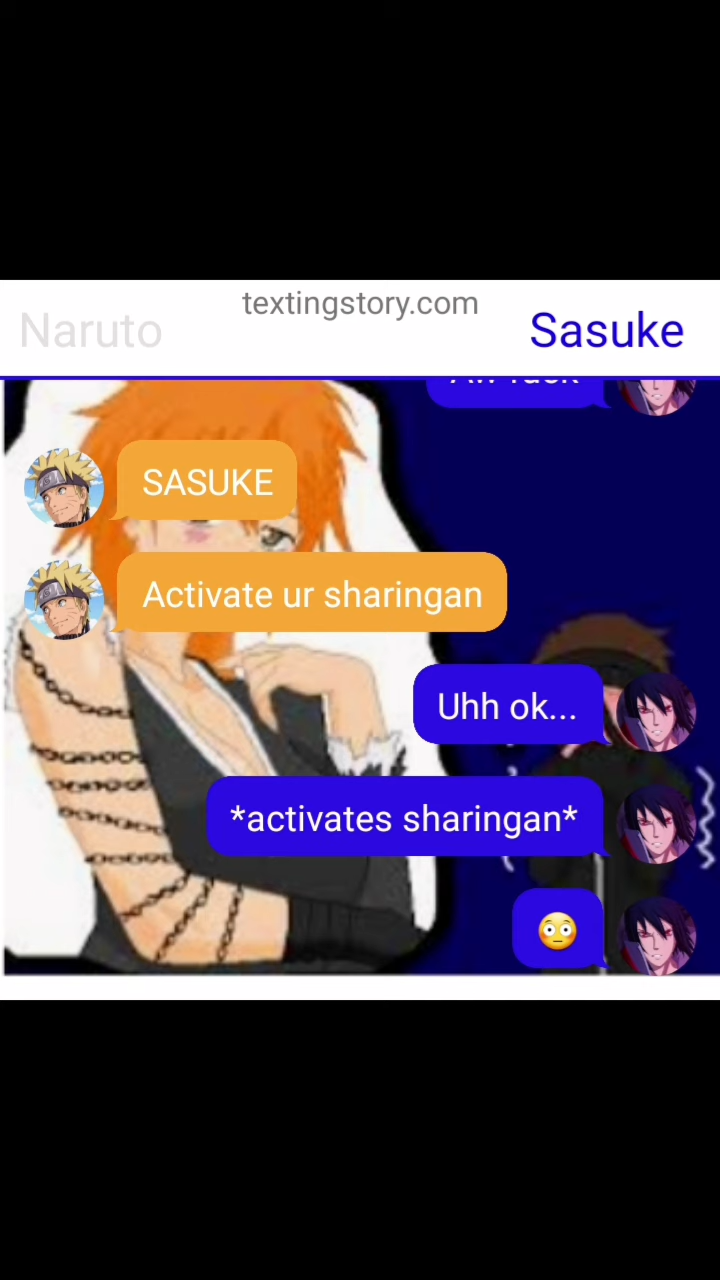 textingstory.com
Naruto
Sasuke
SASUKE
Activate ur sharingan
Uhh ok...
*activates sharingan*
😳